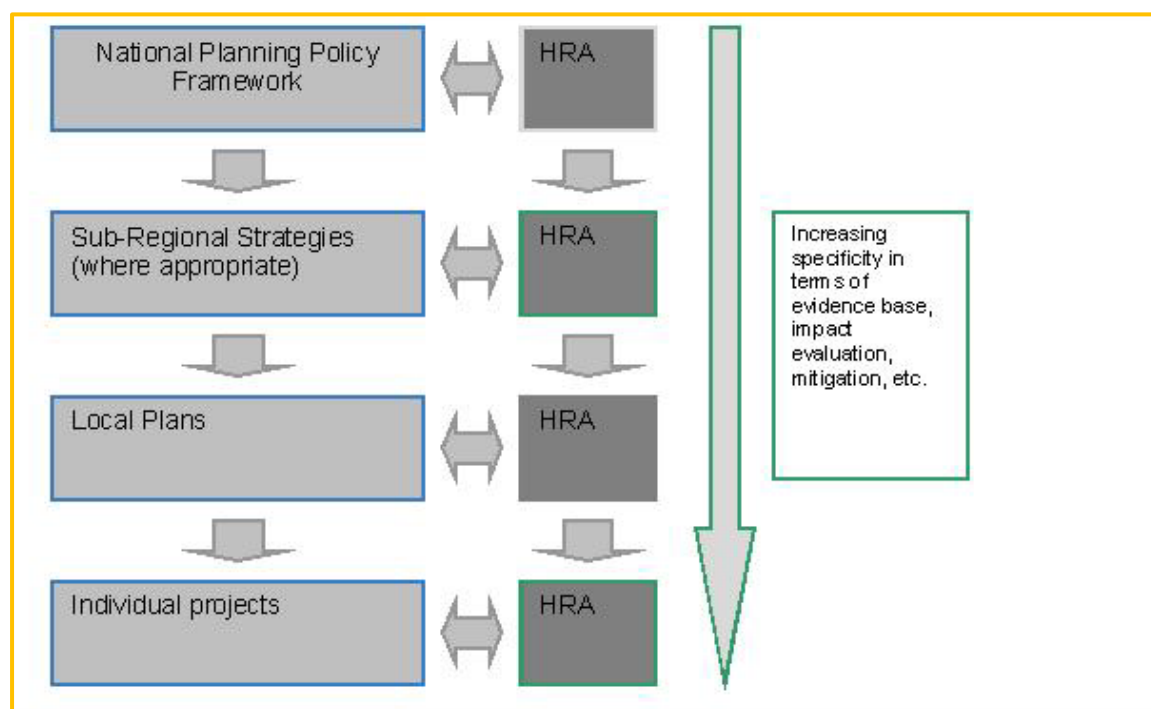 National Planning Policy
Framework
HRA
Sub-Regional Strategies
(where appropriate)
HRA
Increasing
specificity in
terms of
evidence base,
impact
evaluation,
mitigation, etc.
Local Plans
HRA
Individual projects
HRA